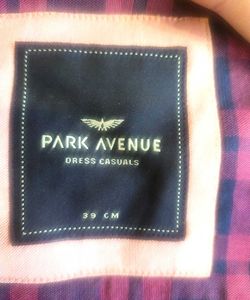 PARK AVENUE
DRESS CASUALS
39 CM